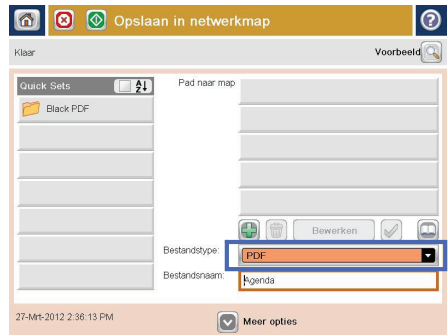 Opslaan in netwerkmap
Klaar
Voorbeeld
Quick Sets
Pad naar map
Black PDF
Bewerken
Bestandstype:
PDF
Bestandsnaam:
Agenda
27-Mrt-2012 2:36:13 PM
Meer opties